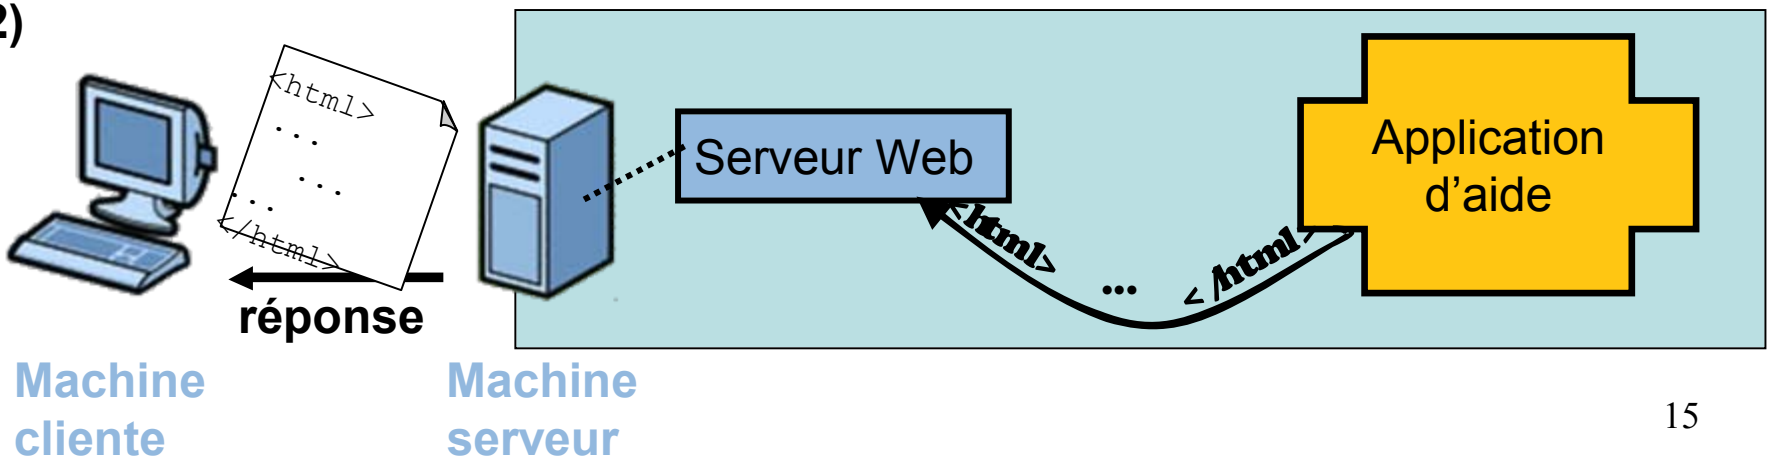 2)
<html>
...
...
...
</html>
réponse
Machine
cliente
Machine
serveur
Serveur Web
<html> ... </html>
Application
d'aide
15